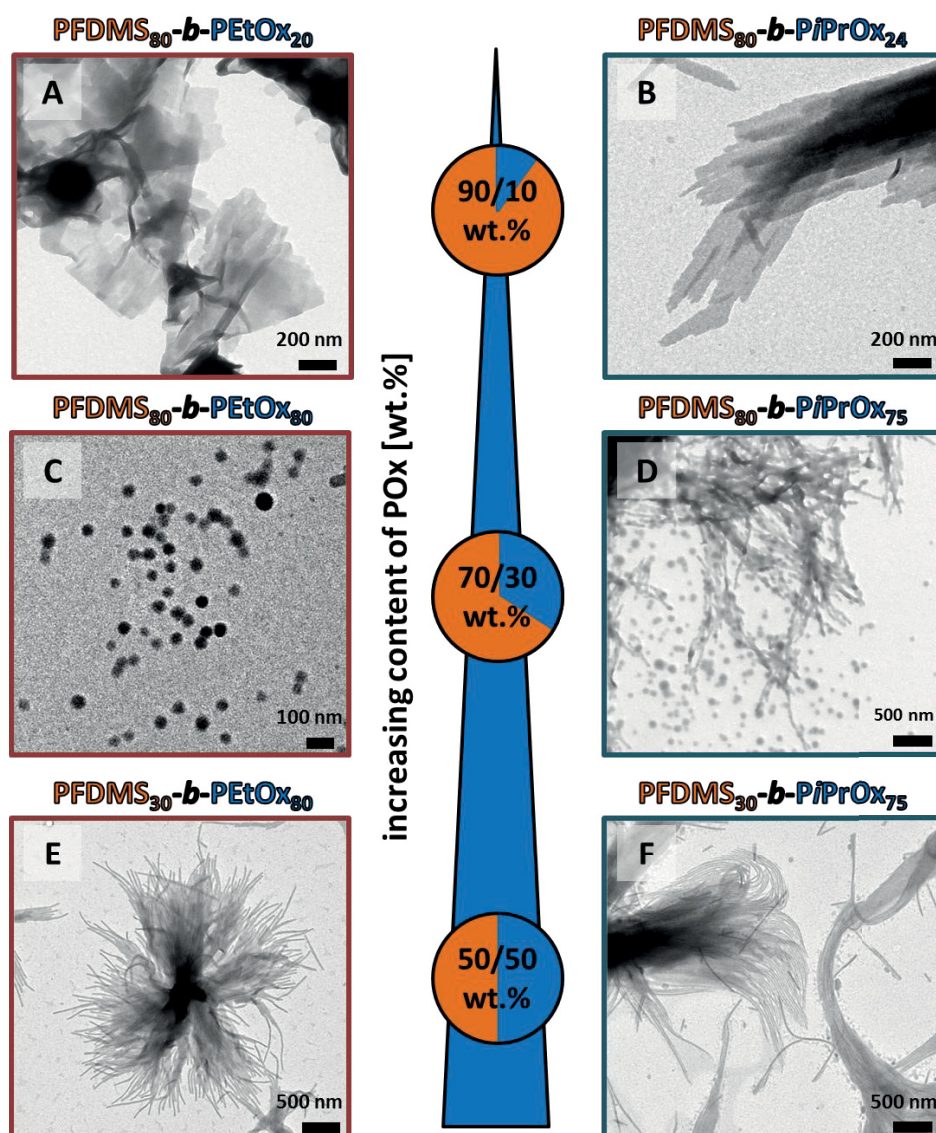 PFDMS₈₀-b-PEtOx₂₀
PFDMS₈₀-b-PiPrOx₂₄
A
200 nm
B
200 nm
90/10
wt.%
increasing content of POx [wt.%]
PFDMS₈₀-b-PEtOx₈₀
PFDMS₈₀-b-PiPrOx₇₅
C
100 nm
D
500 nm
70/30
wt.%
PFDMS₃₀-b-PEtOx₈₀
PFDMS₃₀-b-PiPrOx₇₅
E
500 nm
F
500 nm
50/50
wt.%